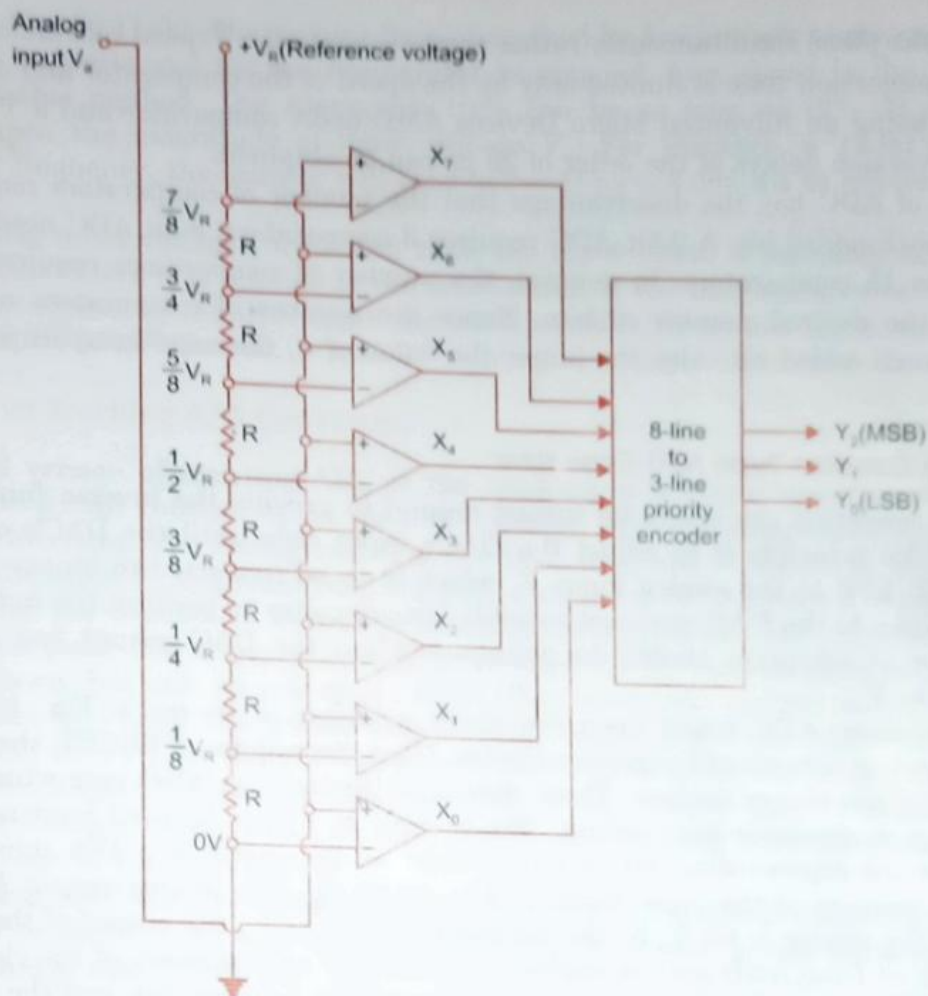 Analog
input Vₐ
+V_R(Reference voltage)
X₇
7/8 V_R
R
X₆
3/4 V_R
R
X₅
5/8 V_R
R
X₄
1/2 V_R
R
X₃
3/8 V_R
R
X₂
1/4 V_R
R
X₁
1/8 V_R
R
X₀
0V
8-line
to
3-line
priority
encoder
Y₂(MSB)
Y₁
Y₀(LSB)